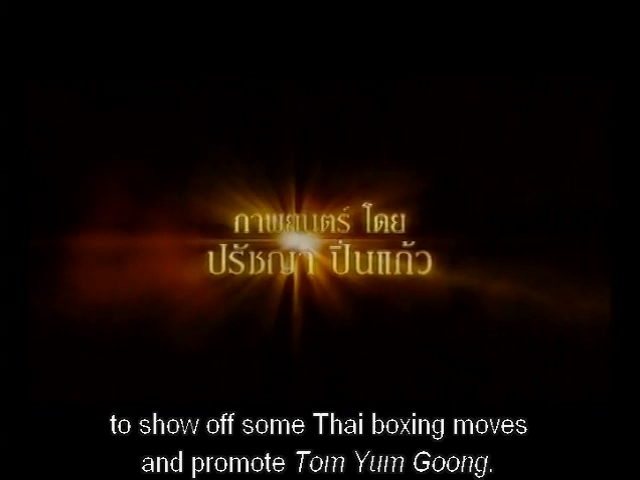 ภาพยนตร์ โดย
ปรัชญา ปิ่นแก้ว
to show off some Thai boxing moves
and promote Tom Yum Goong.